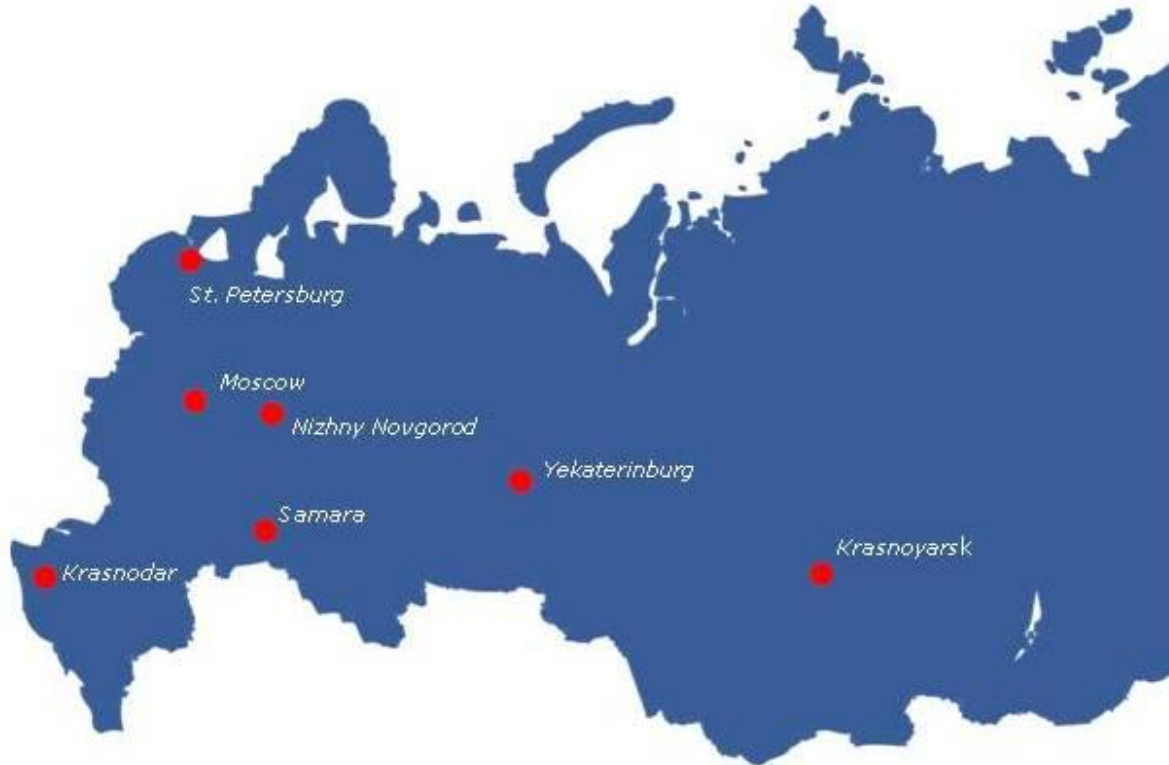 St. Petersburg
Moscow
Nizhny Novgorod
Yekaterinburg
Samara
Krasnoyarsk
Krasnodar